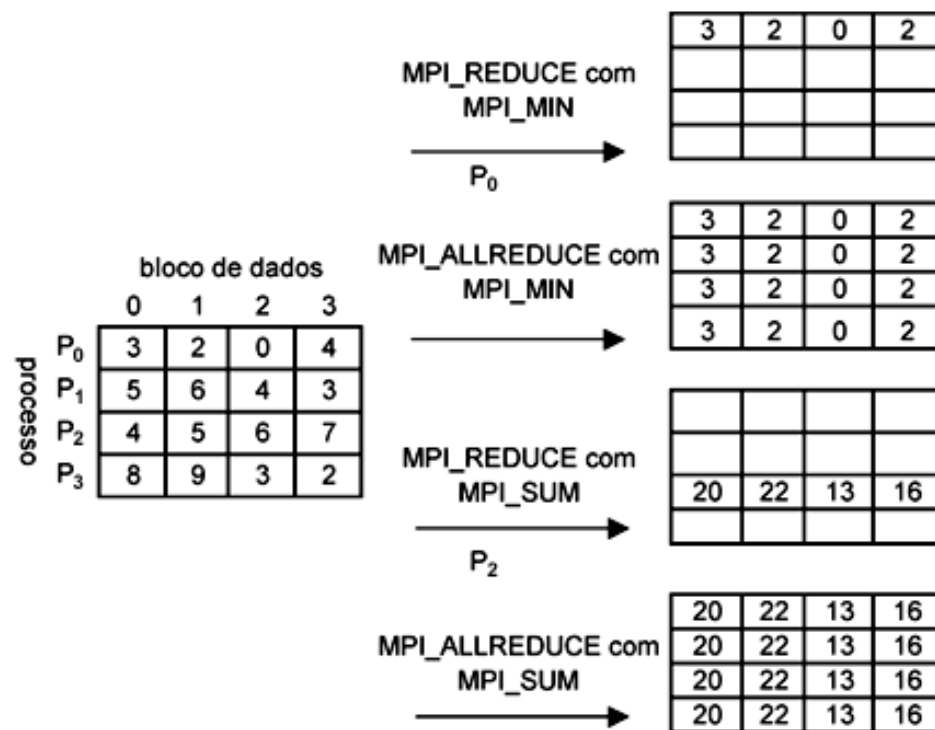 3 2 0 2
MPI_REDUCE com
MPI_MIN
P0
3 2 0 2
3 2 0 2
3 2 0 2
3 2 0 2
MPI_ALLREDUCE com
MPI_MIN
bloco de dados
0 1 2 3
processo
P0 3 2 0 4
P1 5 6 4 3
P2 4 5 6 7
P3 8 9 3 2
MPI_REDUCE com
MPI_SUM
P2
20 22 13 16
MPI_ALLREDUCE com
MPI_SUM
20 22 13 16
20 22 13 16
20 22 13 16
20 22 13 16